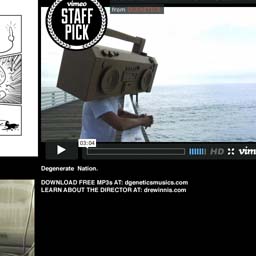 vimeo
STAFF
PICK
from DGENETICS
03:04
HD
vim
Degenerate Nation.
DOWNLOAD FREE MP3s AT: dgeneticsmusics.com
LEARN ABOUT THE DIRECTOR AT: drewinnis.com